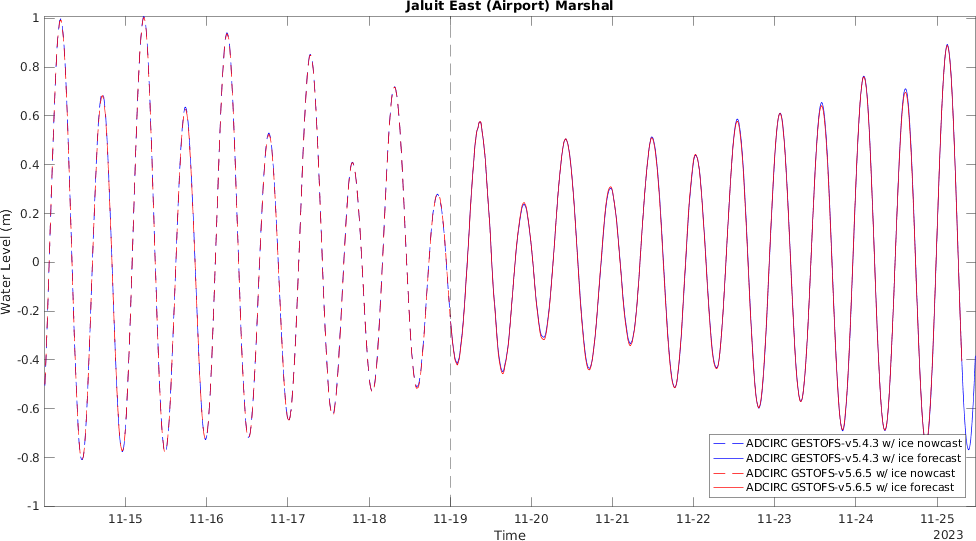 Jaluit East (Airport) Marshal
1
0.8
0.6
0.4
0.2
0
-0.2
-0.4
-0.6
-0.8
-1
Water Level (m)
ADCIRC GESTOFS-v5.4.3 w/ ice nowcast
ADCIRC GESTOFS-v5.4.3 w/ ice forecast
ADCIRC GSTOFS-v5.6.5 w/ ice nowcast
ADCIRC GSTOFS-v5.6.5 w/ ice forecast
11-15 11-16 11-17 11-18 11-19 11-20 11-21 11-22 11-23 11-24 11-25
Time
2023